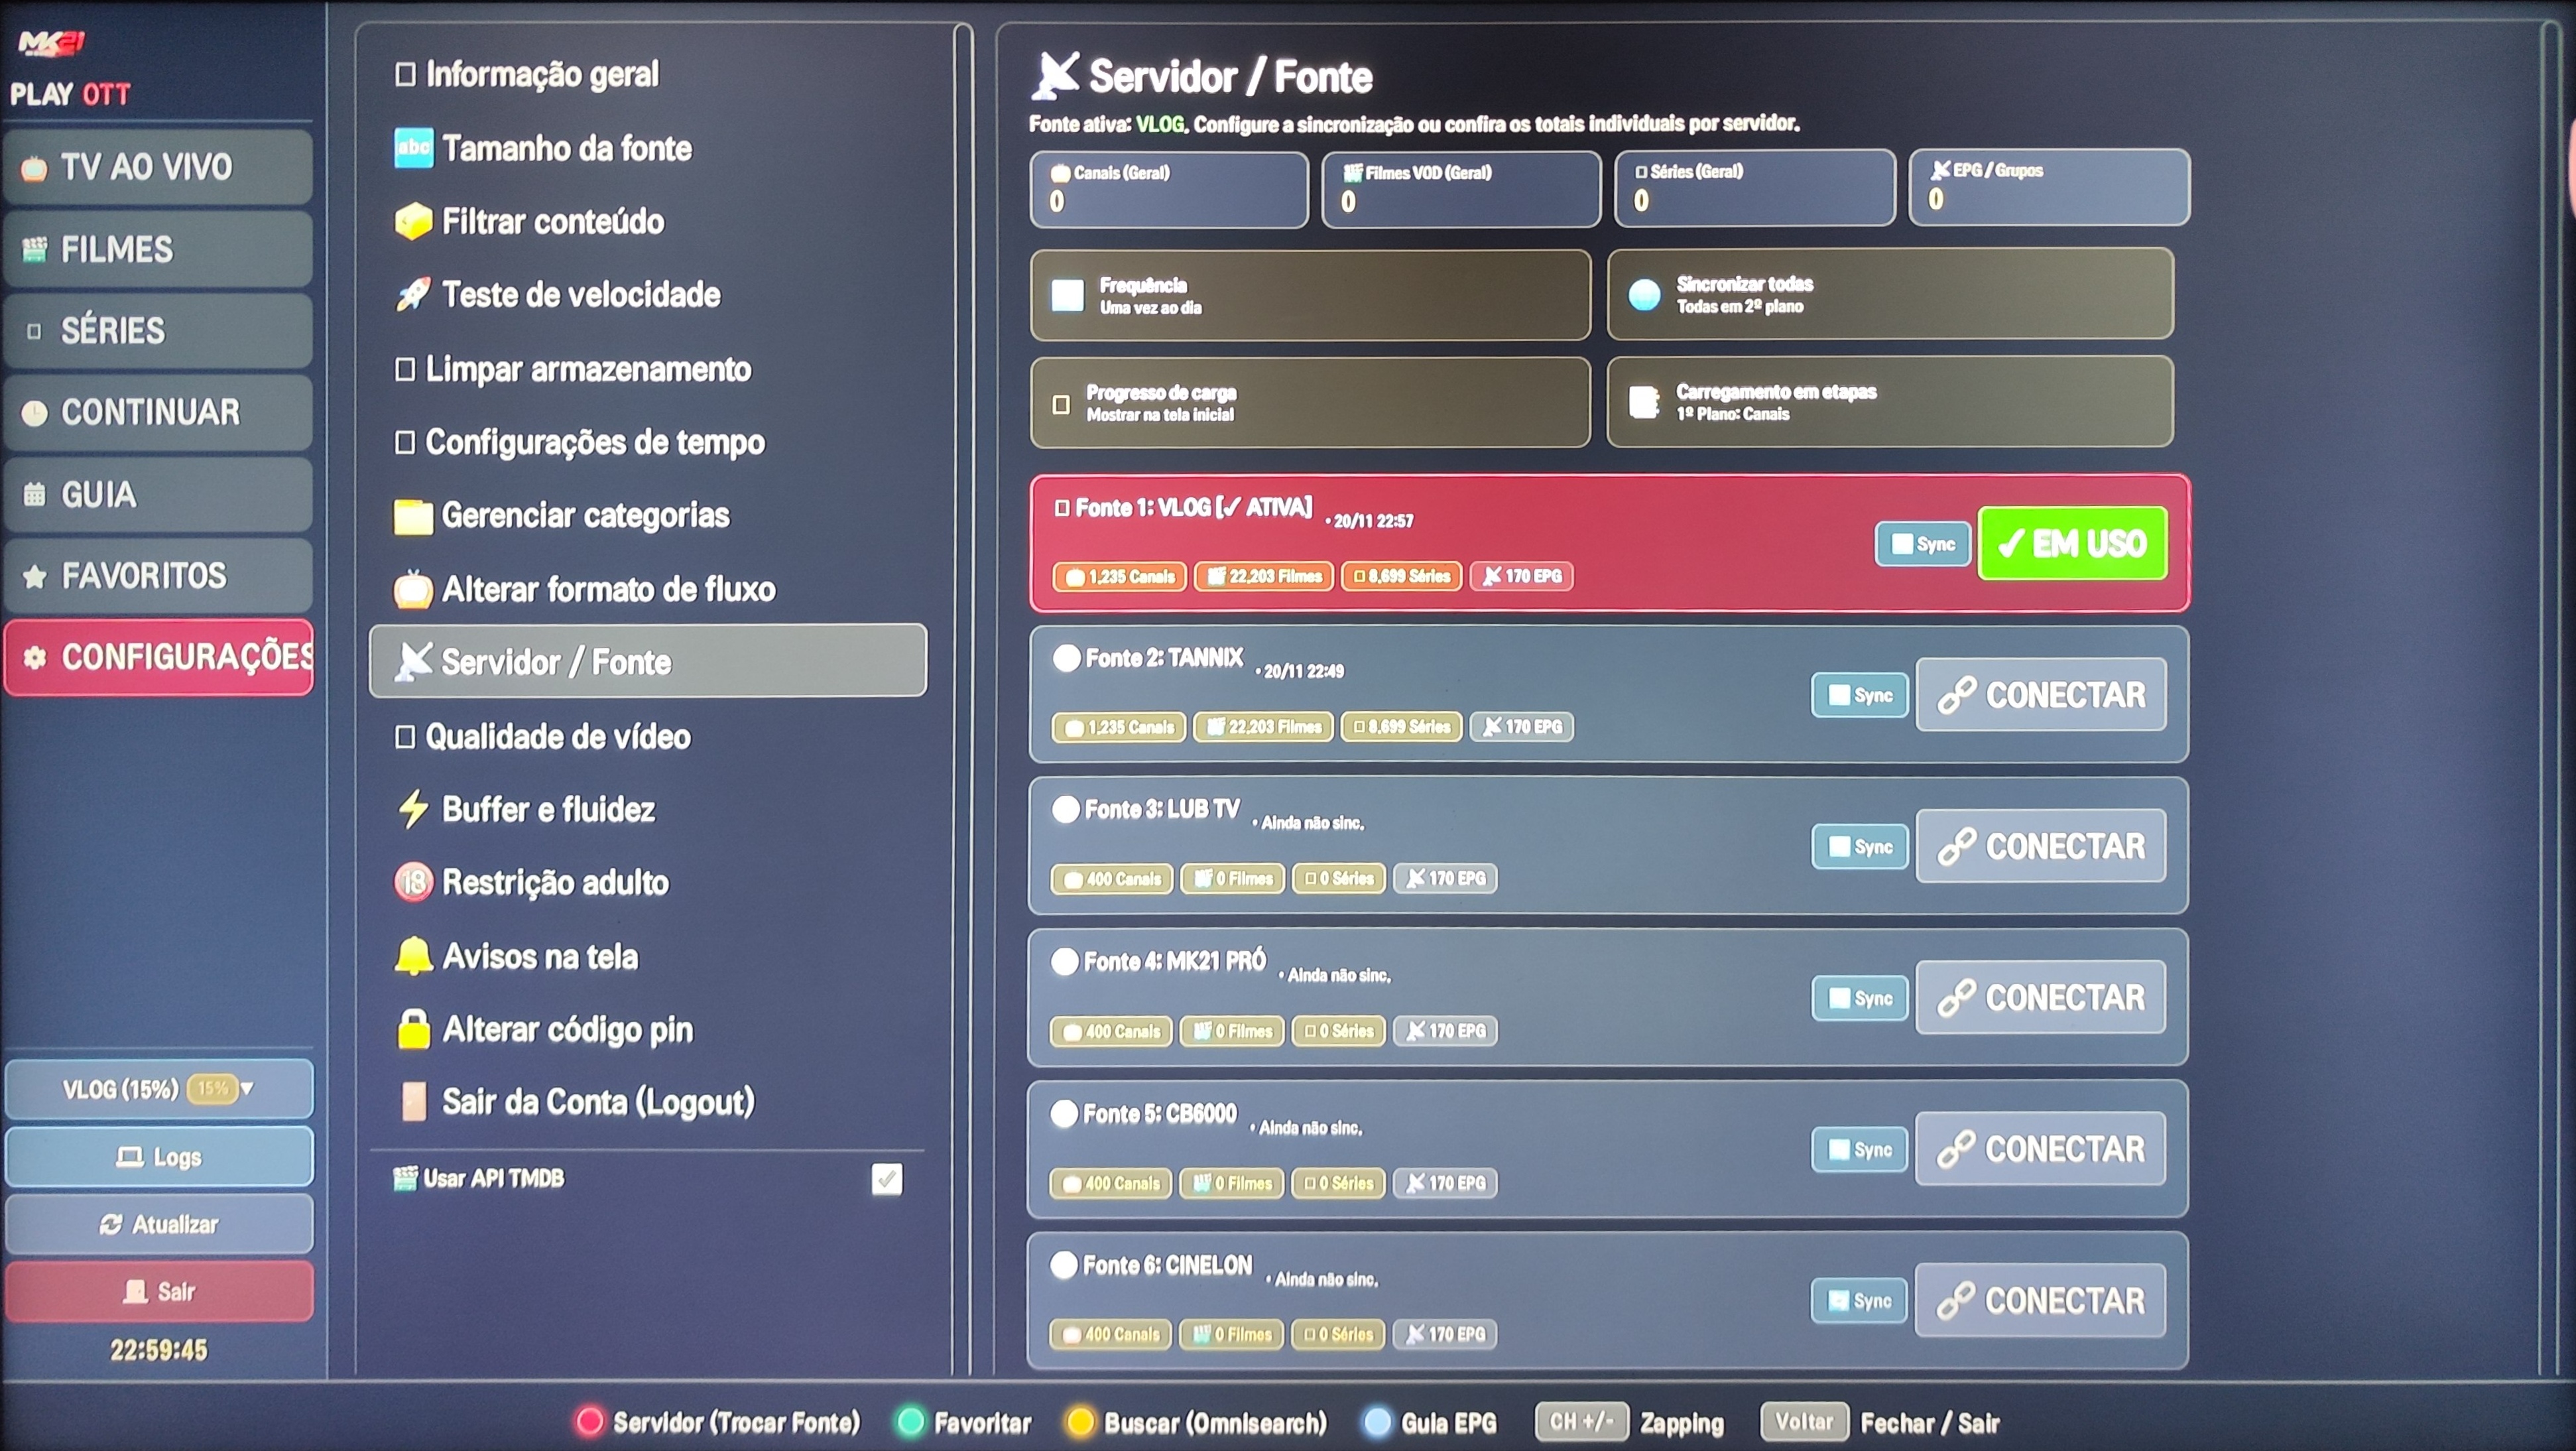 MK21
PLAY OTT
TV AO VIVO
FILMES
SÉRIES
CONTINUAR
GUIA
FAVORITOS
CONFIGURAÇÕES
VLOG (15%) 15% ▼
Logs
Atualizar
Sair
22:59:45
Informação geral
abc Tamanho da fonte
Filtrar conteúdo
Teste de velocidade
Limpar armazenamento
Configurações de tempo
Gerenciar categorias
Alterar formato de fluxo
Servidor / Fonte
Qualidade de vídeo
Buffer e fluidez
18 Restrição adulto
Avisos na tela
Alterar código pin
Sair da Conta (Logout)
Usar API TMDB
Servidor / Fonte
Fonte ativa: VLOG. Configure a sincronização ou confira os totais individuais por servidor.
Canais (Geral)
0
Filmes VOD (Geral)
0
Séries (Geral)
0
EPG / Grupos
0
Frequência
Uma vez ao dia
Sincronizar todas
Todas em 2º plano
Progresso de carga
Mostrar na tela inicial
Carregamento em etapas
1º Plano: Canais
Fonte 1: VLOG [✓ ATIVA] • 20/11 22:57
1,235 Canais 22,203 Filmes 8,699 Séries 170 EPG
Sync ✓ EM USO
Fonte 2: TANNIX • 20/11 22:49
1,235 Canais 22,203 Filmes 8,699 Séries 170 EPG
Sync CONECTAR
Fonte 3: LUB TV • Ainda não sinc.
400 Canais 0 Filmes 0 Séries 170 EPG
Sync CONECTAR
Fonte 4: MK21 PRÓ • Ainda não sinc.
400 Canais 0 Filmes 0 Séries 170 EPG
Sync CONECTAR
Fonte 5: CB6000 • Ainda não sinc.
400 Canais 0 Filmes 0 Séries 170 EPG
Sync CONECTAR
Fonte 6: CINELON • Ainda não sinc.
400 Canais 0 Filmes 0 Séries 170 EPG
Sync CONECTAR
Servidor (Trocar Fonte) Favoritar Buscar (Omnisearch) Guia EPG CH +/- Zapping Voltar Fechar / Sair